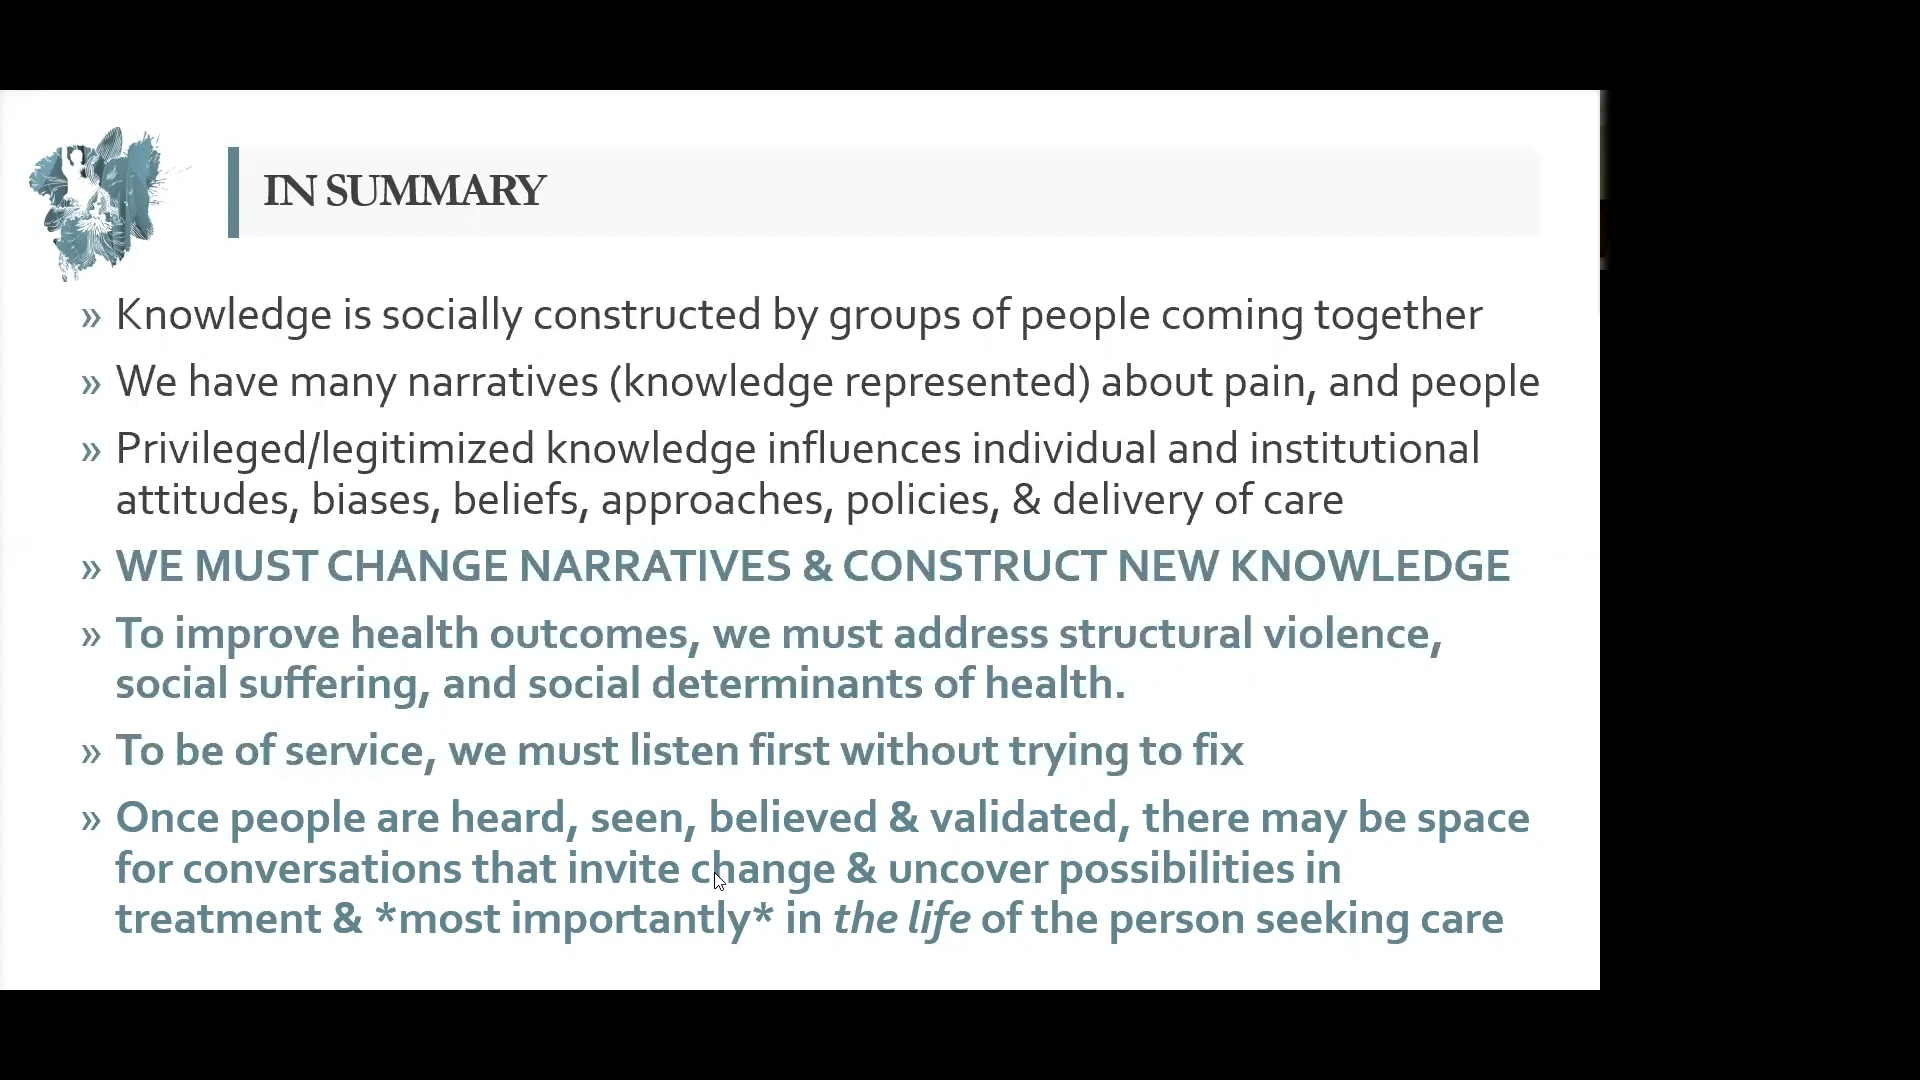 IN SUMMARY
» Knowledge is socially constructed by groups of people coming together
» We have many narratives (knowledge represented) about pain, and people
» Privileged/legitimized knowledge influences individual and institutional
attitudes, biases, beliefs, approaches, policies, & delivery of care
» WE MUST CHANGE NARRATIVES & CONSTRUCT NEW KNOWLEDGE
» To improve health outcomes, we must address structural violence,
social suffering, and social determinants of health.
» To be of service, we must listen first without trying to fix
» Once people are heard, seen, believed & validated, there may be space
for conversations that invite change & uncover possibilities in
treatment & *most importantly* in the life of the person seeking care